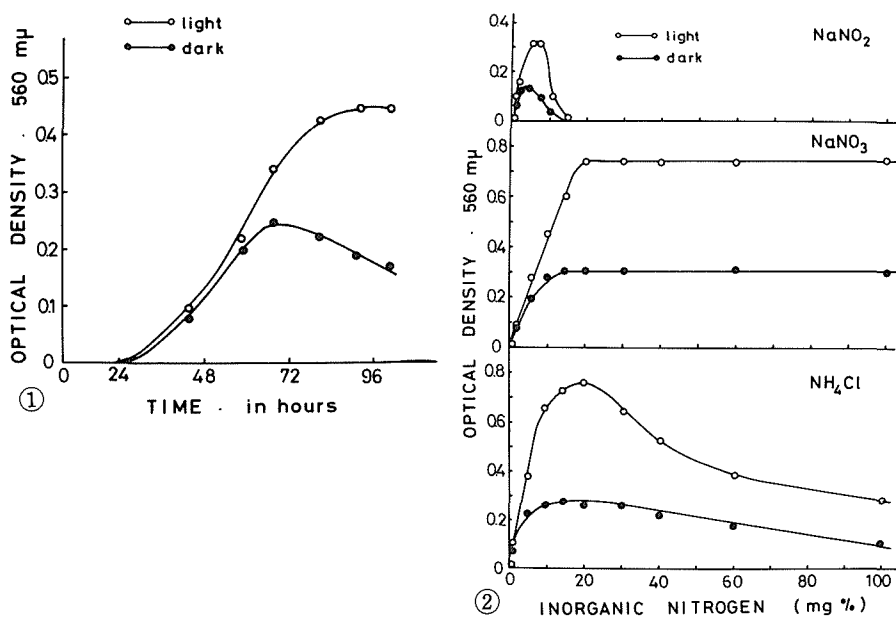 light
dark
0.5
0.4
0.3
0.2
0.1
0
OPTICAL DENSITY . 560 mµ
0 24 48 72 96
TIME . in hours
①
0.4
0.2
0
light
dark
NaNO₂
0.8
0.6
0.4
0.2
0
NaNO₃
0.8
0.6
0.4
0.2
0
NH₄Cl
OPTICAL DENSITY . 560 mµ
0 20 40 60 80 100
INORGANIC NITROGEN (mg %)
②